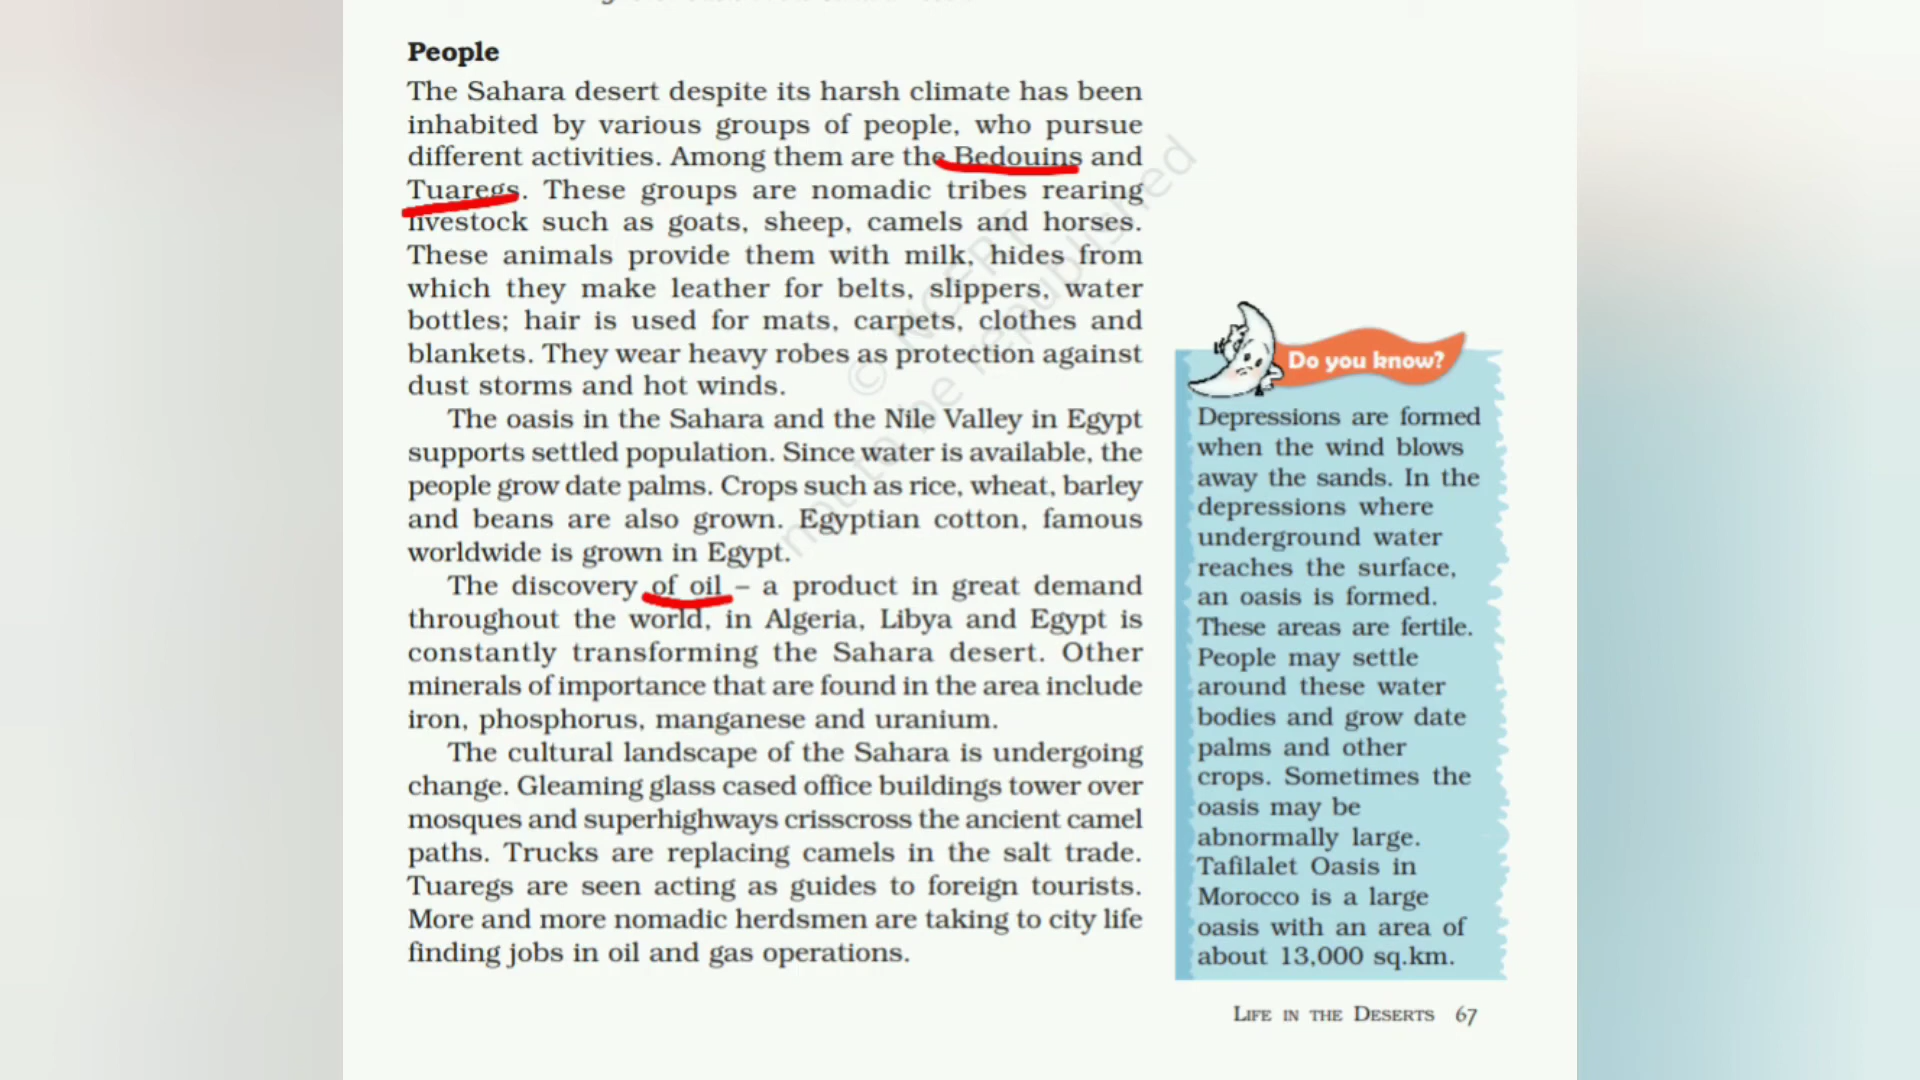 People
The Sahara desert despite its harsh climate has been
inhabited by various groups of people, who pursue
different activities. Among them are the Bedouins and
Tuaregs. These groups are nomadic tribes rearing
livestock such as goats, sheep, camels and horses.
These animals provide them with milk, hides from
which they make leather for belts, slippers, water
bottles; hair is used for mats, carpets, clothes and
blankets. They wear heavy robes as protection against
dust storms and hot winds.
The oasis in the Sahara and the Nile Valley in Egypt
supports settled population. Since water is available, the
people grow date palms. Crops such as rice, wheat, barley
and beans are also grown. Egyptian cotton, famous
worldwide is grown in Egypt.
The discovery of oil – a product in great demand
throughout the world, in Algeria, Libya and Egypt is
constantly transforming the Sahara desert. Other
minerals of importance that are found in the area include
iron, phosphorus, manganese and uranium.
The cultural landscape of the Sahara is undergoing
change. Gleaming glass cased office buildings tower over
mosques and superhighways crisscross the ancient camel
paths. Trucks are replacing camels in the salt trade.
Tuaregs are seen acting as guides to foreign tourists.
More and more nomadic herdsmen are taking to city life
finding jobs in oil and gas operations.
© NCERT
not to be republished
Do you know?
Depressions are formed
when the wind blows
away the sands. In the
depressions where
underground water
reaches the surface,
an oasis is formed.
These areas are fertile.
People may settle
around these water
bodies and grow date
palms and other
crops. Sometimes the
oasis may be
abnormally large.
Tafilalet Oasis in
Morocco is a large
oasis with an area of
about 13,000 sq.km.
Life in the Deserts 67